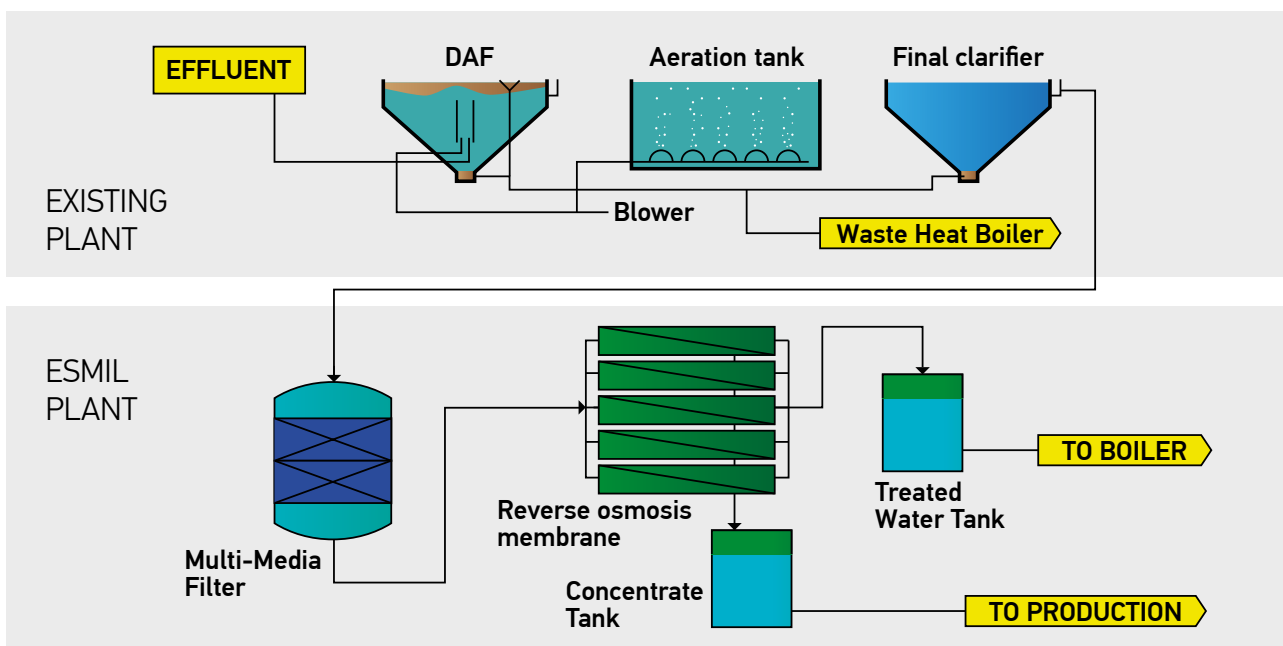 DAF
Aeration tank
Final clarifier
EFFLUENT
EXISTING
PLANT
Blower
Waste Heat Boiler
ESMIL
PLANT
TO BOILER
Treated
Water Tank
Reverse osmosis
membrane
Multi-Media
Filter
Concentrate
Tank
TO PRODUCTION